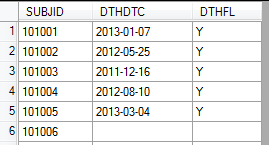 SUBJID DTHDTC DTHFL
1 101001 2013-01-07 Y
2 101002 2012-05-25 Y
3 101003 2011-12-16 Y
4 101004 2012-08-10 Y
5 101005 2013-03-04 Y
6 101006